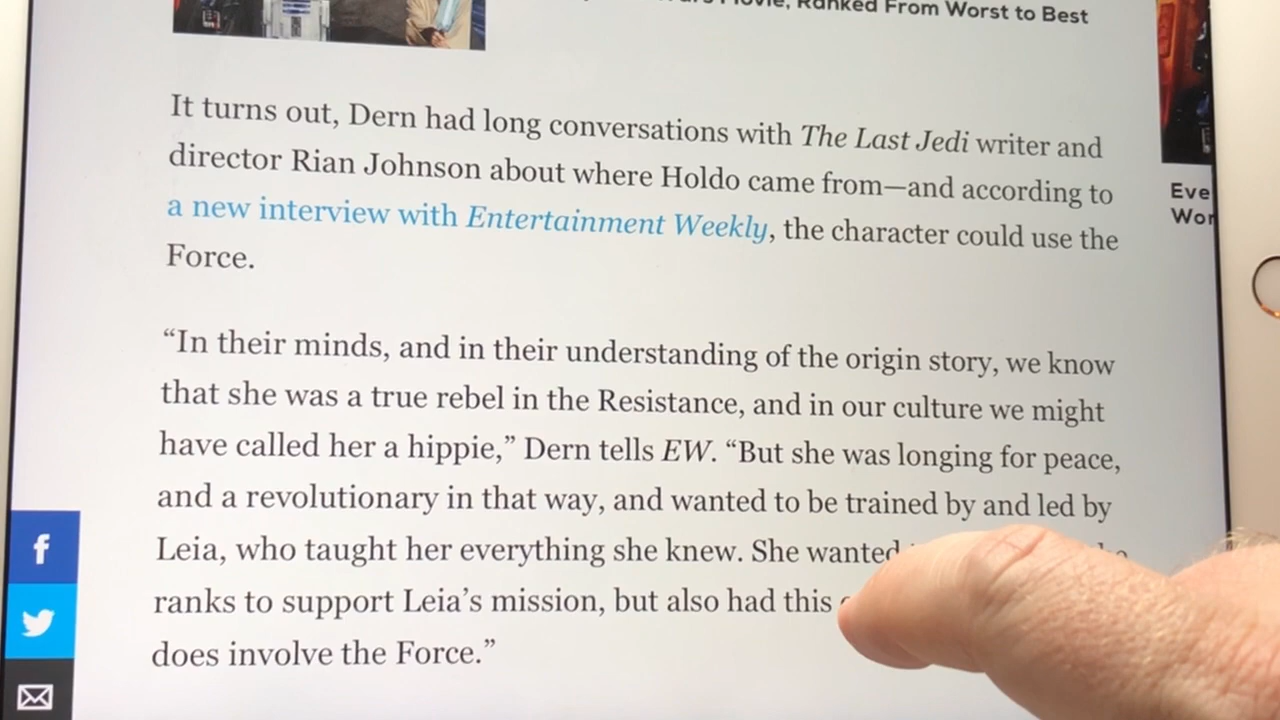 Movie, Ranked From Worst to Best
It turns out, Dern had long conversations with The Last Jedi writer and
director Rian Johnson about where Holdo came from—and according to
a new interview with Entertainment Weekly, the character could use the
Force.
“In their minds, and in their understanding of the origin story, we know
that she was a true rebel in the Resistance, and in our culture we might
have called her a hippie,” Dern tells EW. “But she was longing for peace,
and a revolutionary in that way, and wanted to be trained by and led by
Leia, who taught her everything she knew. She wanted
ranks to support Leia’s mission, but also had this
does involve the Force.”
Eve
Wor
f